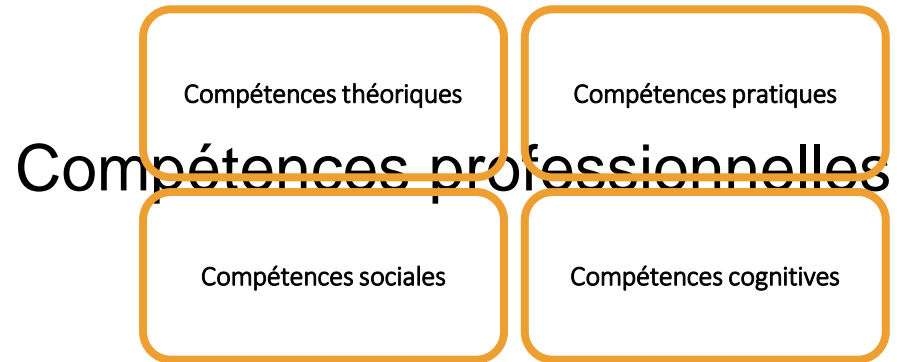 Compétences théoriques
Compétences pratiques
Compétences professionnelles
Compétences sociales
Compétences cognitives